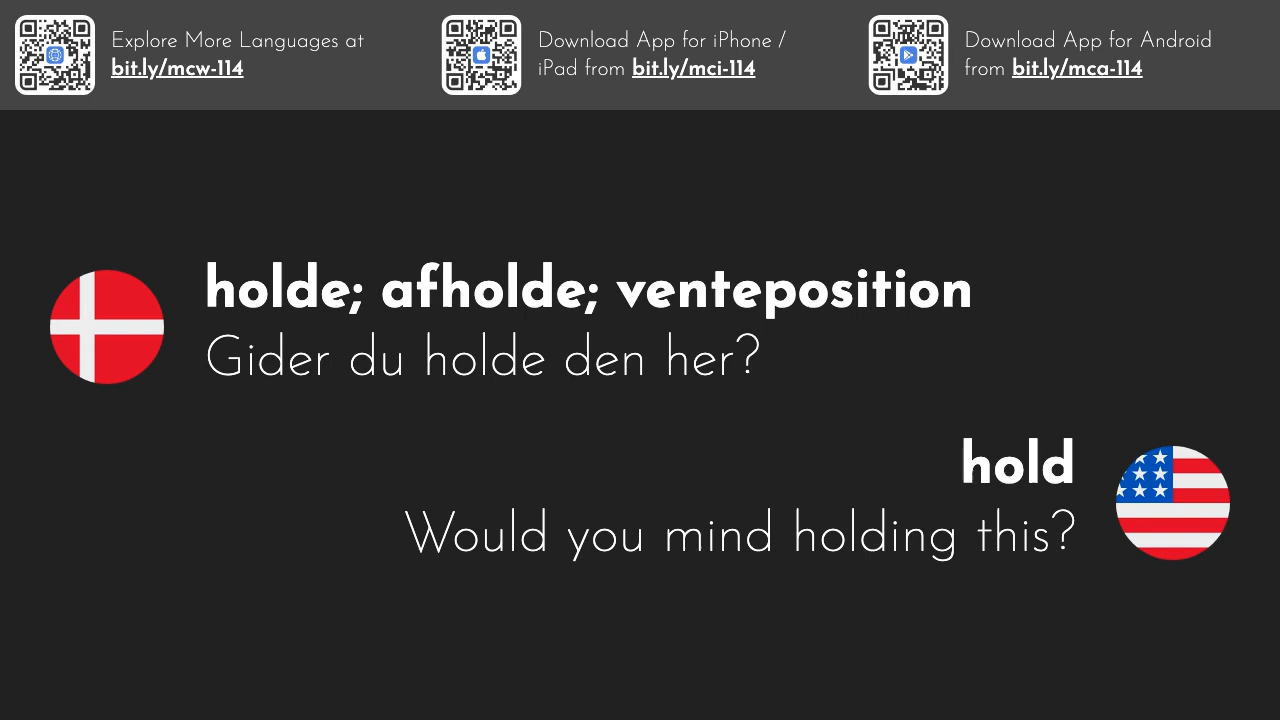 Explore More Languages at
bit.ly/mcw-114
Download App for iPhone /
iPad from bit.ly/mci-114
Download App for Android
from bit.ly/mca-114
holde; afholde; venteposition
Gider du holde den her?
hold
Would you mind holding this?